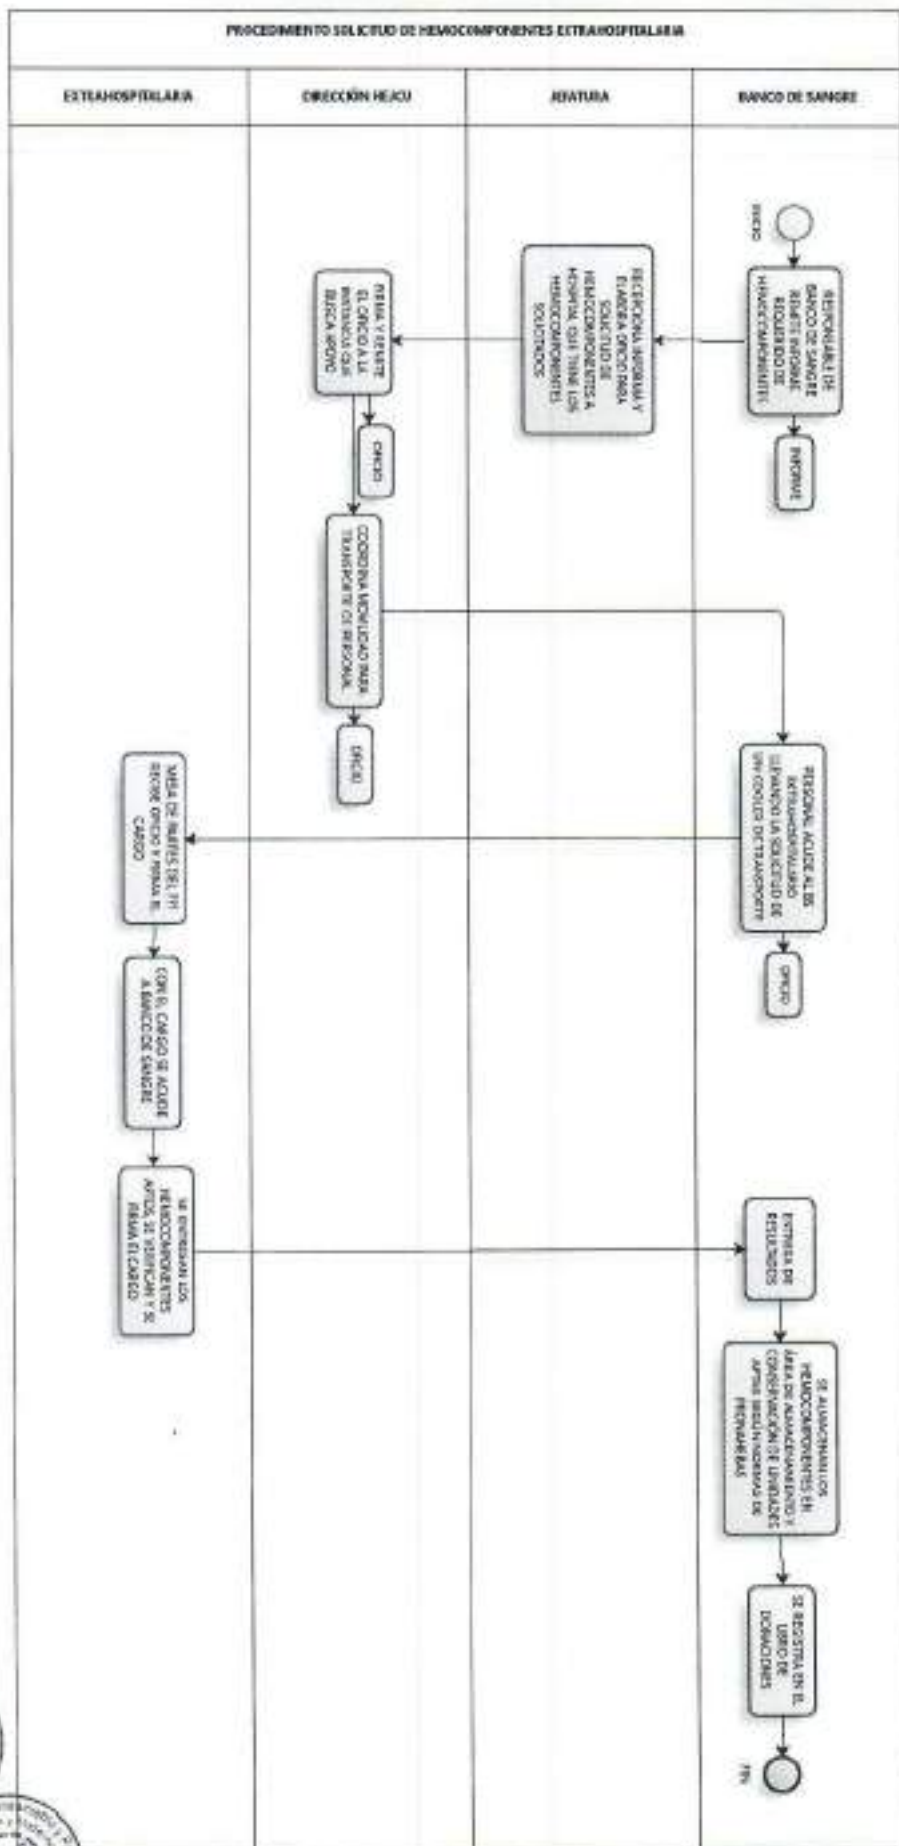 PROCEDIMIENTO SOLICITUD DE HEMOCOMPONENTES EXTRAHOSPITALARIA
EXTRAHOSPITALARIA
DIRECCIÓN HEJCU
JEFATURA
BANCO DE SANGRE
INICIO
RESPONSABLE DE
BANCO DE SANGRE
REMITE INFORME
REQUERIDO DE
HEMOCOMPONENTES
INFORME
RECEPCIONA INFORMA Y
ELABORA OFICIO PARA
SOLICITUD DE
HEMOCOMPONENTES A
HOSPITAL QUE TIENE LOS
HEMOCOMPONENTES
SOLICITADOS
FIRMA Y REMITE
EL OFICIO A LA
INSTANCIA QUE
BUSCA APOYO
OFICIO
COORDINA MOVILIDAD PARA
TRANSPORTE DE PERSONAL
OFICIO
PERSONAL ACUDE AL BS
EXTRAHOSPITALARIO
LLEVANDO LA SOLICITUD DE
UN COOLER DE TRANSPORTE
OFICIO
MESA DE PARTES DEL
RECIBE OFICIO Y FIRMA EL
CARGO
CON EL CARGO SE ACUDE
A BANCO DE SANGRE
SE ENTREGAN LOS
HEMOCOMPONENTES
APTOS, SE VERIFICAN Y SE
FIRMA EL CARGO
ENTREGA DE
RESULTADOS
SE ALMACENAN LOS
HEMOCOMPONENTES EN
ÁREA DE ALMACENAMIENTO Y
CONSERVACIÓN DE UNIDADES
APTAS SEGÚN NORMAS DE
PRONAHEBAS
SE REGISTRA EN EL
LIBRO DE
DONACIONES
FIN